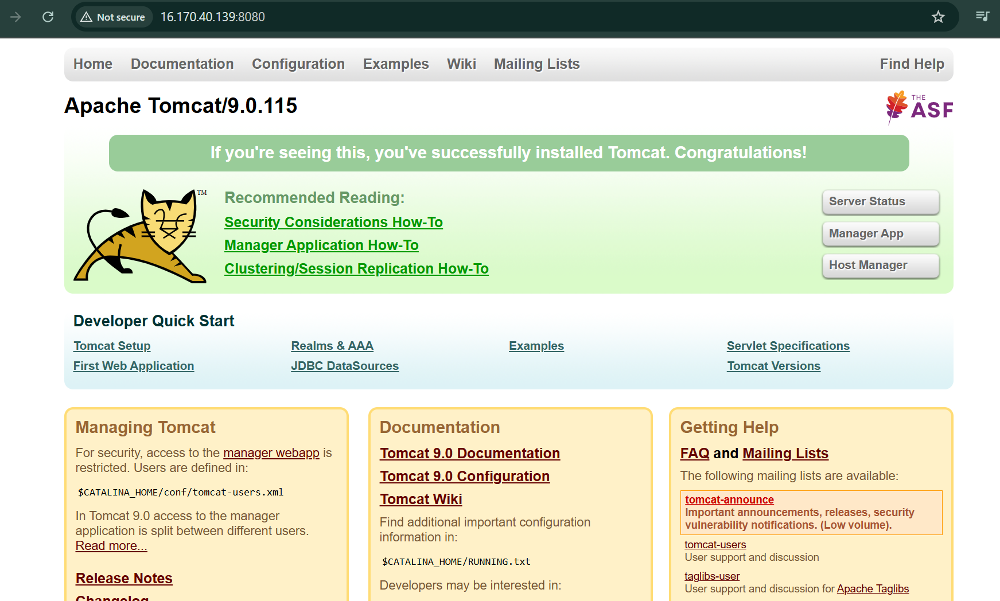 Not secure 16.170.40.139:8080
Home Documentation Configuration Examples Wiki Mailing Lists Find Help
Apache Tomcat/9.0.115
THE
ASF
If you're seeing this, you've successfully installed Tomcat. Congratulations!
TM
Recommended Reading:
Security Considerations How-To
Manager Application How-To
Clustering/Session Replication How-To
Server Status
Manager App
Host Manager
Developer Quick Start
Tomcat Setup
First Web Application
Realms & AAA
JDBC DataSources
Examples
Servlet Specifications
Tomcat Versions
Managing Tomcat
For security, access to the manager webapp is
restricted. Users are defined in:
$CATALINA_HOME/conf/tomcat-users.xml
In Tomcat 9.0 access to the manager
application is split between different users.
Read more...
Release Notes
Changelog
Documentation
Tomcat 9.0 Documentation
Tomcat 9.0 Configuration
Tomcat Wiki
Find additional important configuration
information in:
$CATALINA_HOME/RUNNING.txt
Developers may be interested in:
Getting Help
FAQ and Mailing Lists
The following mailing lists are available:
tomcat-announce
Important announcements, releases, security
vulnerability notifications. (Low volume).
tomcat-users
User support and discussion
taglibs-user
User support and discussion for Apache Taglibs